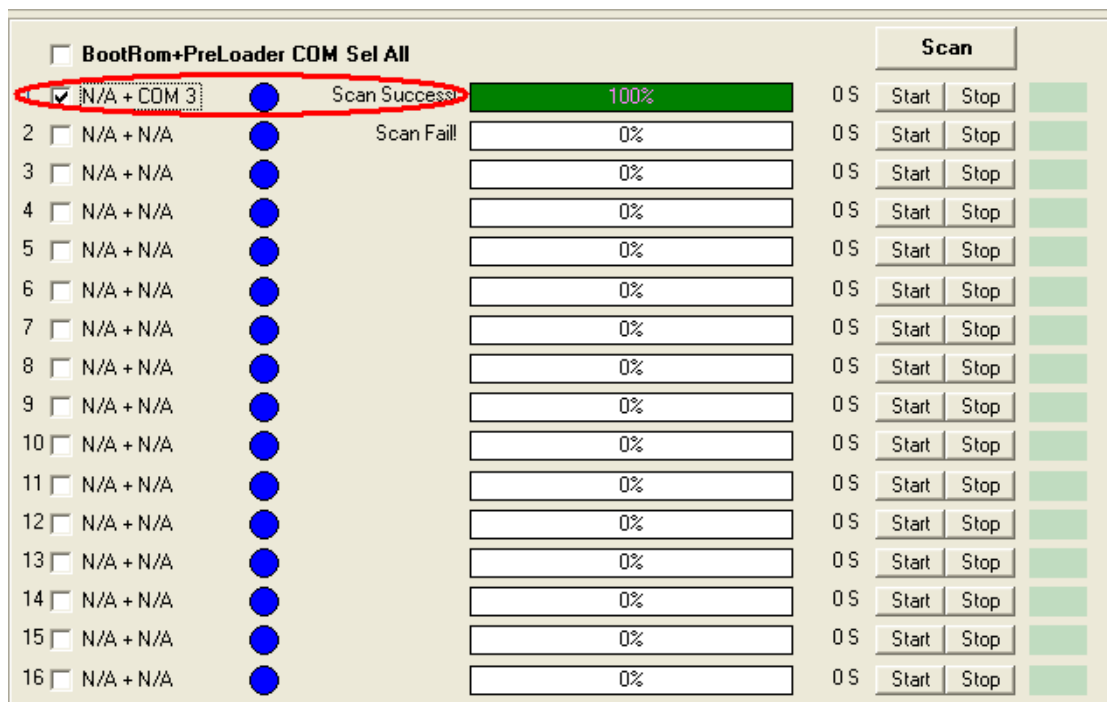 BootRom+PreLoader COM Sel All Scan
1 N/A + COM 3 Scan Success! 100% 0 S Start Stop
2 N/A + N/A Scan Fail! 0% 0 S Start Stop
3 N/A + N/A 0% 0 S Start Stop
4 N/A + N/A 0% 0 S Start Stop
5 N/A + N/A 0% 0 S Start Stop
6 N/A + N/A 0% 0 S Start Stop
7 N/A + N/A 0% 0 S Start Stop
8 N/A + N/A 0% 0 S Start Stop
9 N/A + N/A 0% 0 S Start Stop
10 N/A + N/A 0% 0 S Start Stop
11 N/A + N/A 0% 0 S Start Stop
12 N/A + N/A 0% 0 S Start Stop
13 N/A + N/A 0% 0 S Start Stop
14 N/A + N/A 0% 0 S Start Stop
15 N/A + N/A 0% 0 S Start Stop
16 N/A + N/A 0% 0 S Start Stop